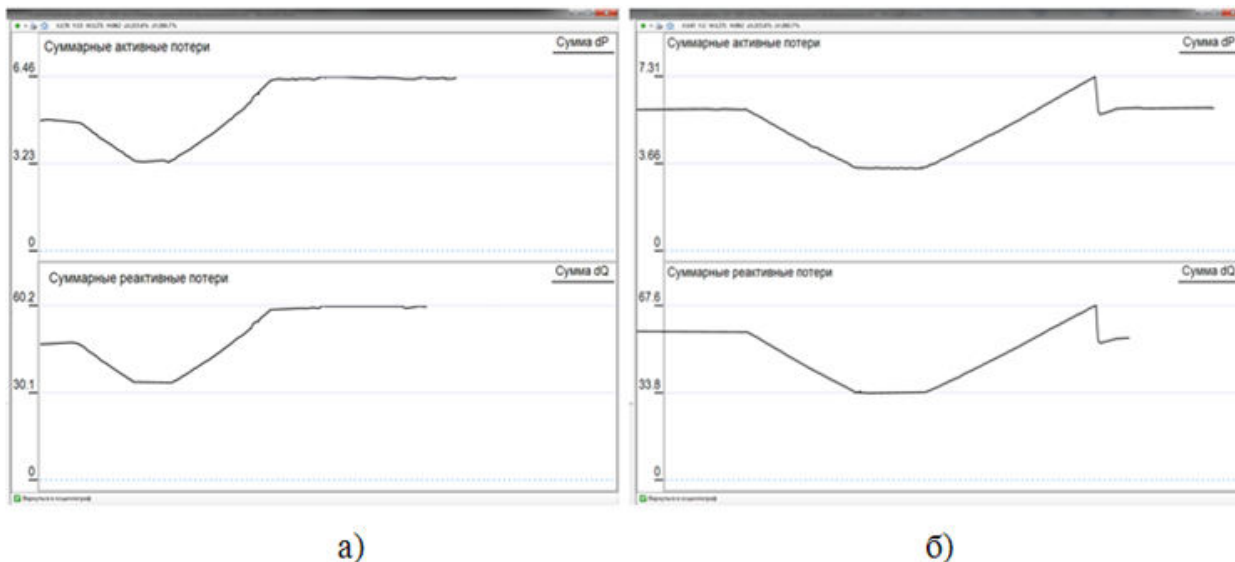 Суммарные активные потери
Сумма dP
6.46
3.23
0
Суммарные реактивные потери
Сумма dQ
60.2
30.1
0
Суммарные активные потери
Сумма dP
7.31
3.66
0
Суммарные реактивные потери
Сумма dQ
67.6
33.8
0
а)
б)